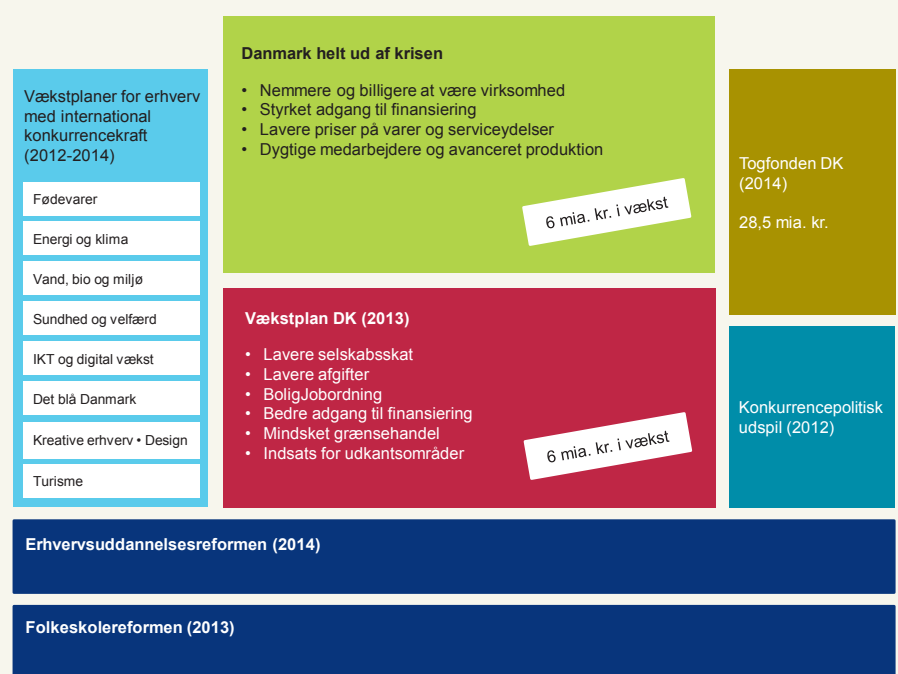 Vækstplaner for erhverv
med international
konkurrencekraft
(2012-2014)
Fødevarer
Energi og klima
Vand, bio og miljø
Sundhed og velfærd
IKT og digital vækst
Det blå Danmark
Kreative erhverv • Design
Turisme
Danmark helt ud af krisen
• Nemmere og billigere at være virksomhed
• Styrket adgang til finansiering
• Lavere priser på varer og serviceydelser
• Dygtige medarbejdere og avanceret produktion
6 mia. kr. i vækst
Vækstplan DK (2013)
• Lavere selskabsskat
• Lavere afgifter
• BoligJobordning
• Bedre adgang til finansiering
• Mindsket grænsehandel
• Indsats for udkantsområder
6 mia. kr. i vækst
Togfonden DK
(2014)
28,5 mia. kr.
Konkurrencepolitisk
udspil (2012)
Erhvervsuddannelsesreformen (2014)
Folkeskolereformen (2013)